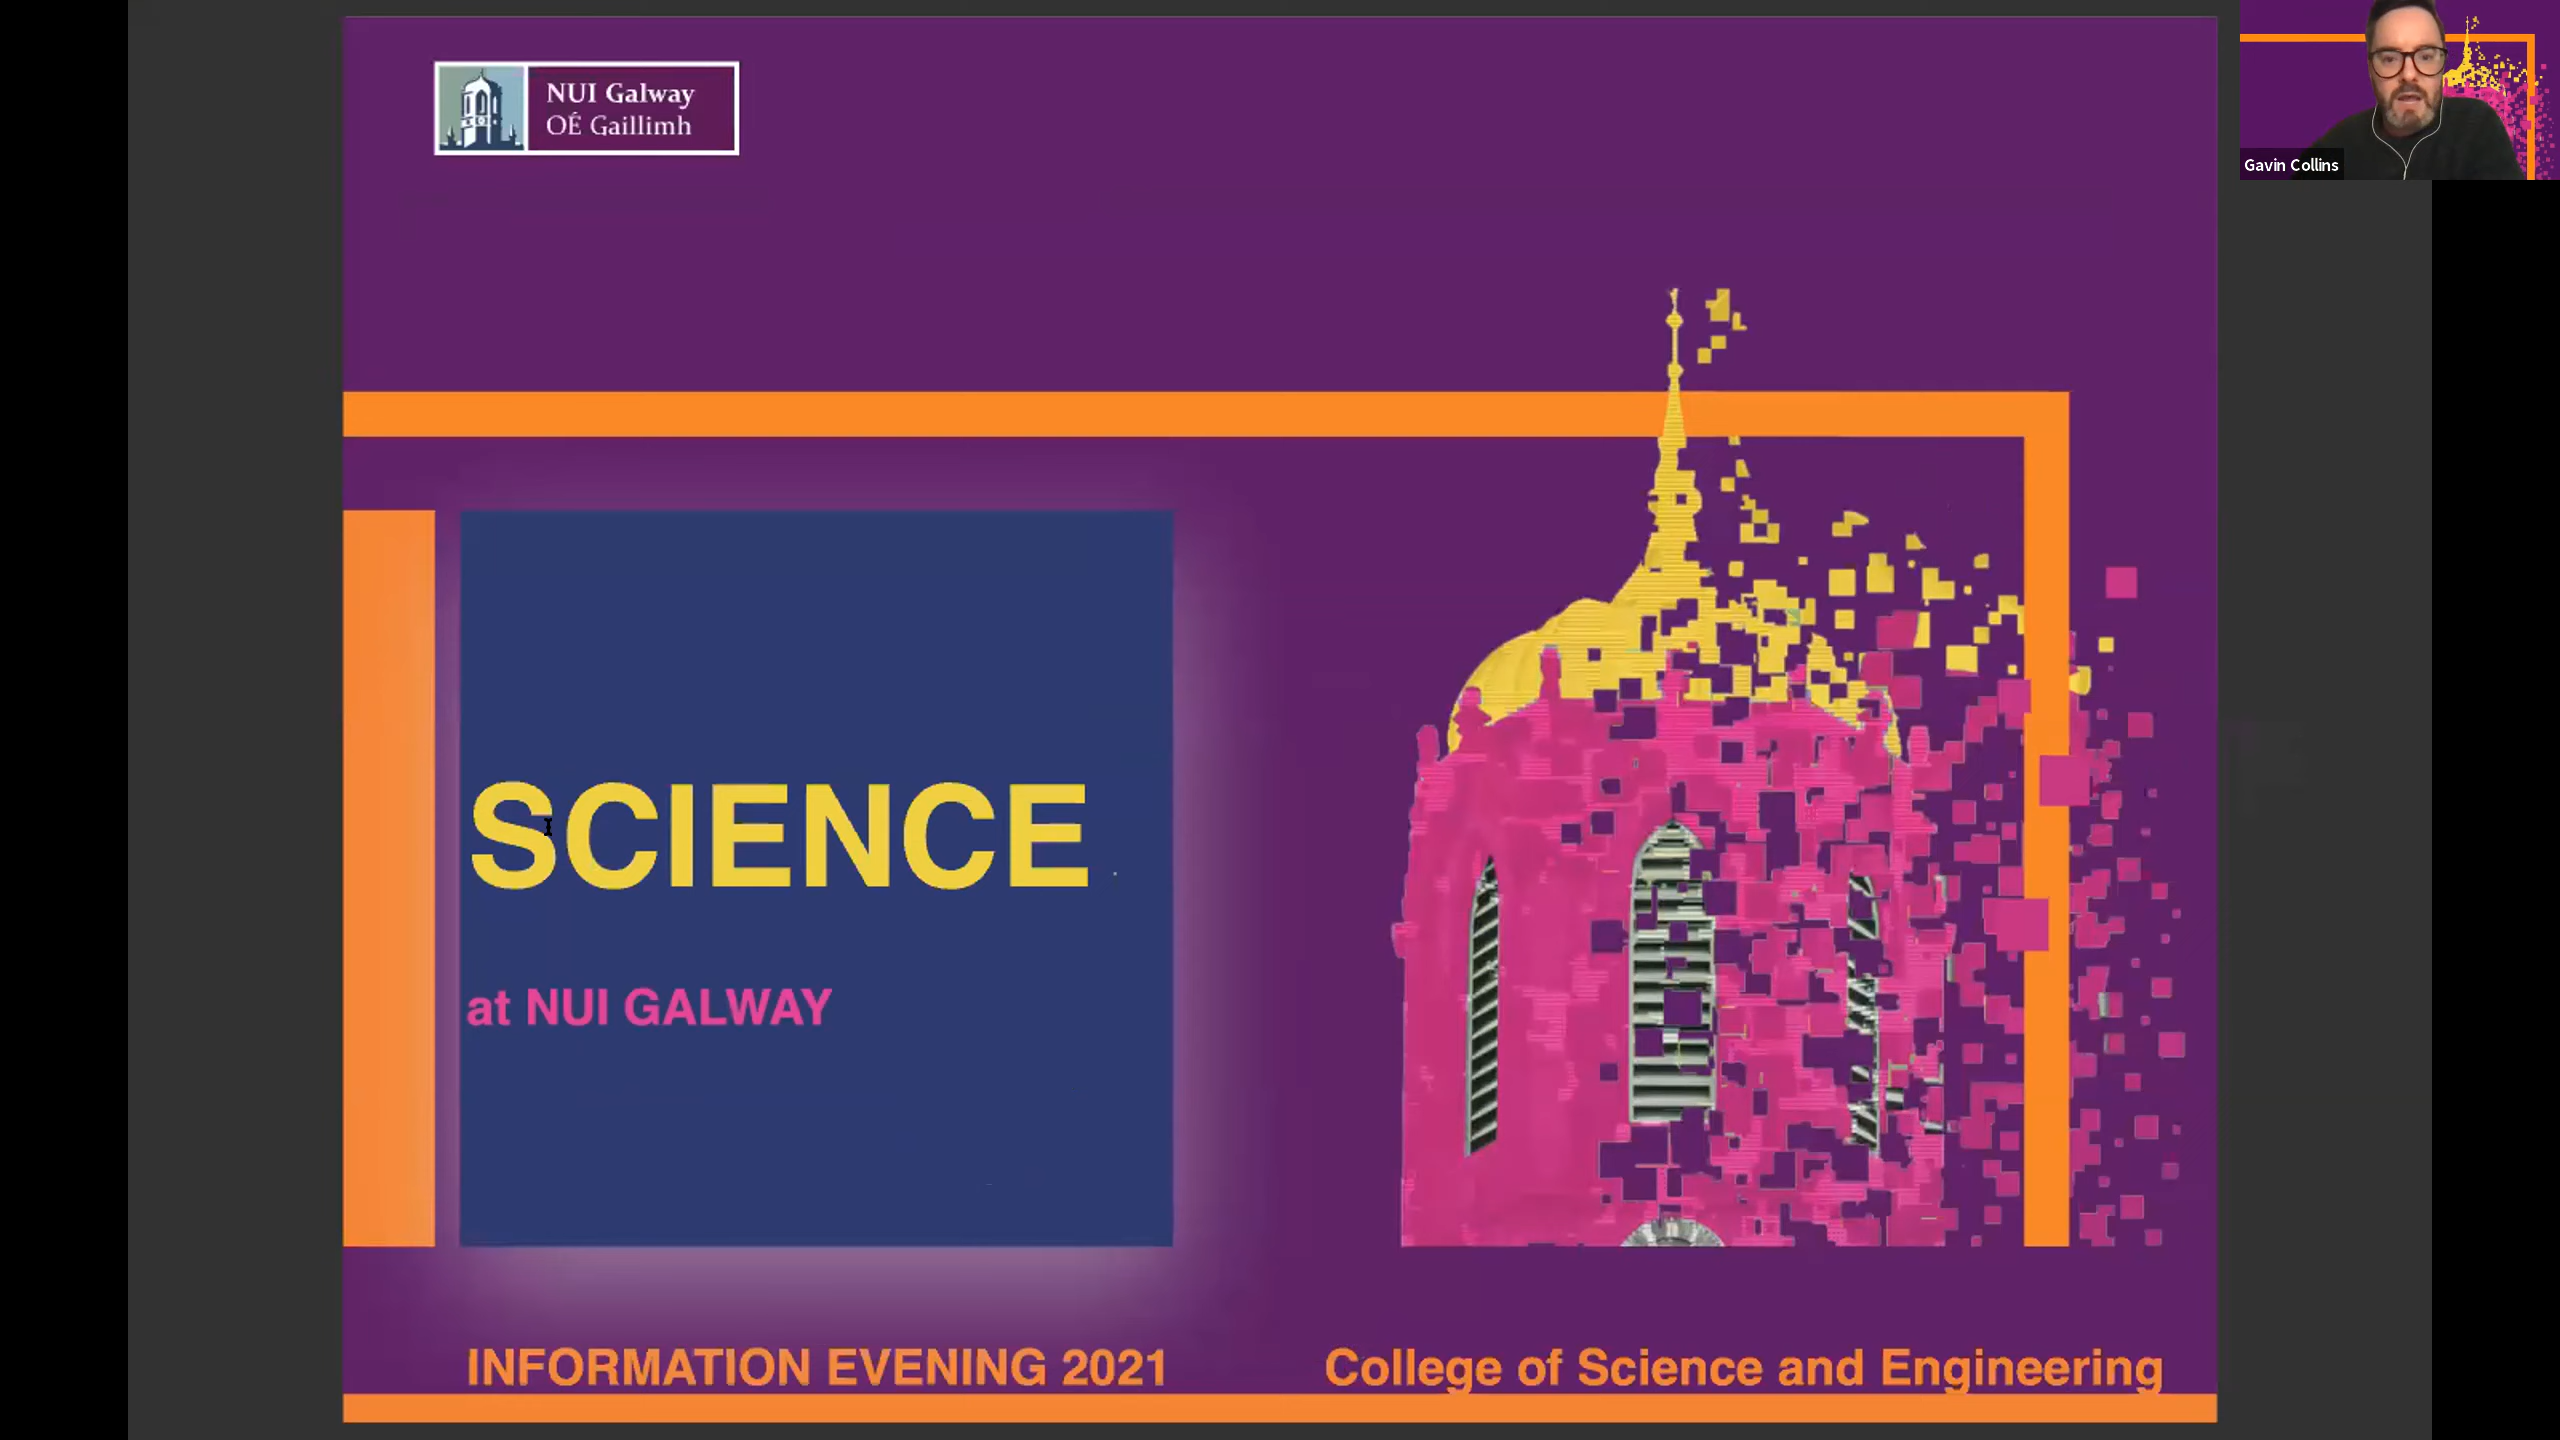 NUI Galway
OÉ Gaillimh
Gavin Collins
SCIENCE
at NUI GALWAY
INFORMATION EVENING 2021
College of Science and Engineering